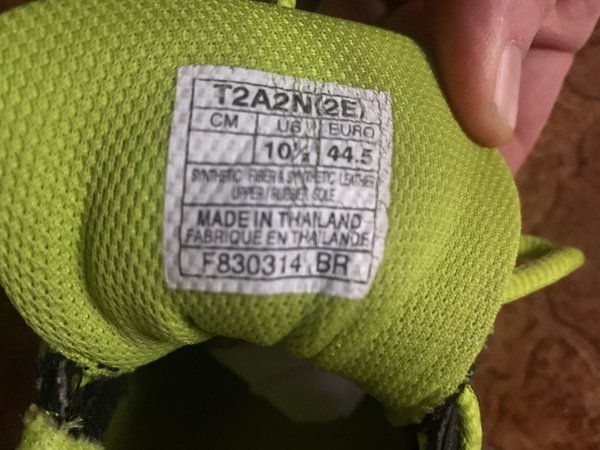 T2A2N(2E)
CM US EURO
10½ 44.5
SYNTHETIC FIBER & SYNTHETIC LEATHER
UPPER / RUBBER SOLE
MADE IN THAILAND
FABRIQUE EN THAILANDE
F830314 BR